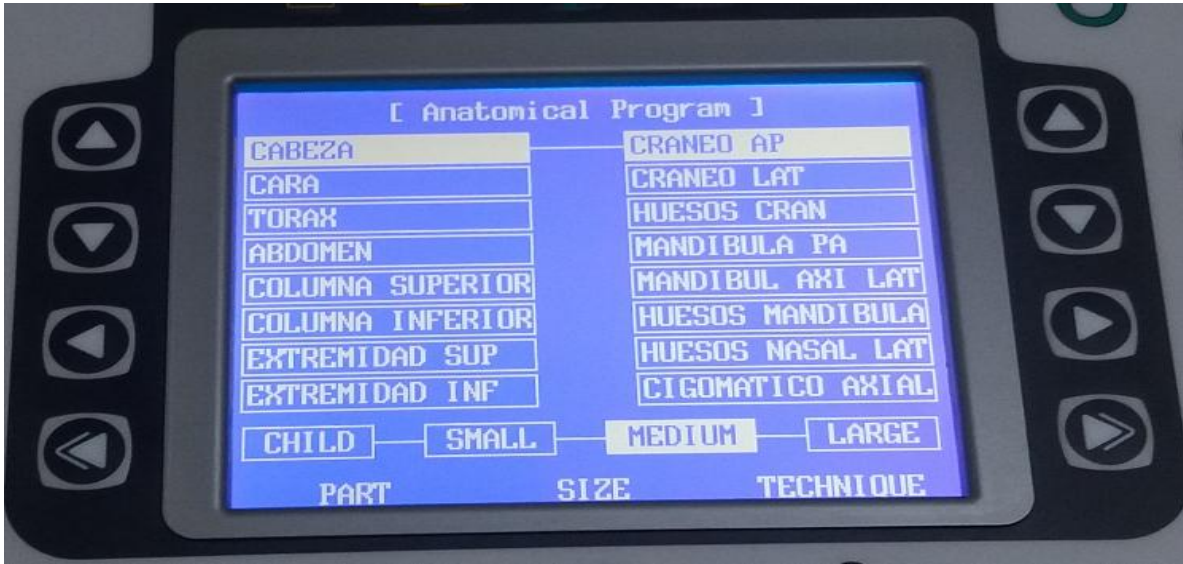 [ Anatomical Program ]
CABEZA CRANEO AP
CARA CRANEO LAT
TORAX HUESOS CRAN
ABDOMEN MANDIBULA PA
COLUMNA SUPERIOR MANDIBUL AXI LAT
COLUMNA INFERIOR HUESOS MANDIBULA
EXTREMIDAD SUP HUESOS NASAL LAT
EXTREMIDAD INF CIGOMATICO AXIAL
CHILD SMALL MEDIUM LARGE
PART SIZE TECHNIQUE